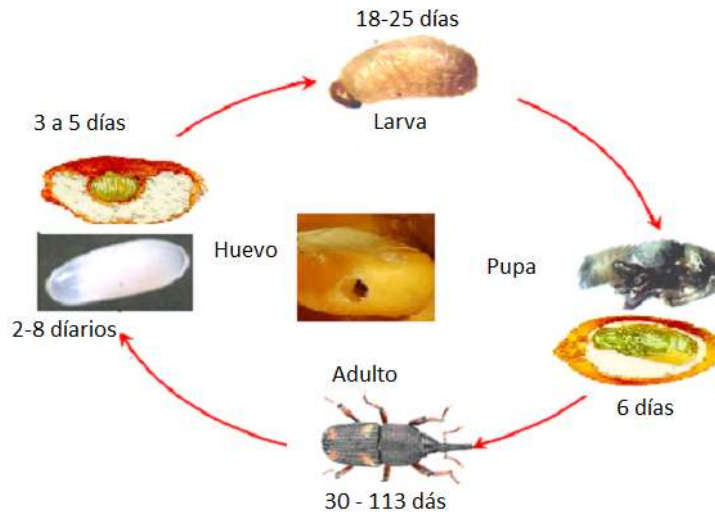 18-25 días
Larva
3 a 5 días
Huevo
2-8 díarios
Pupa
6 días
Adulto
30 - 113 dás